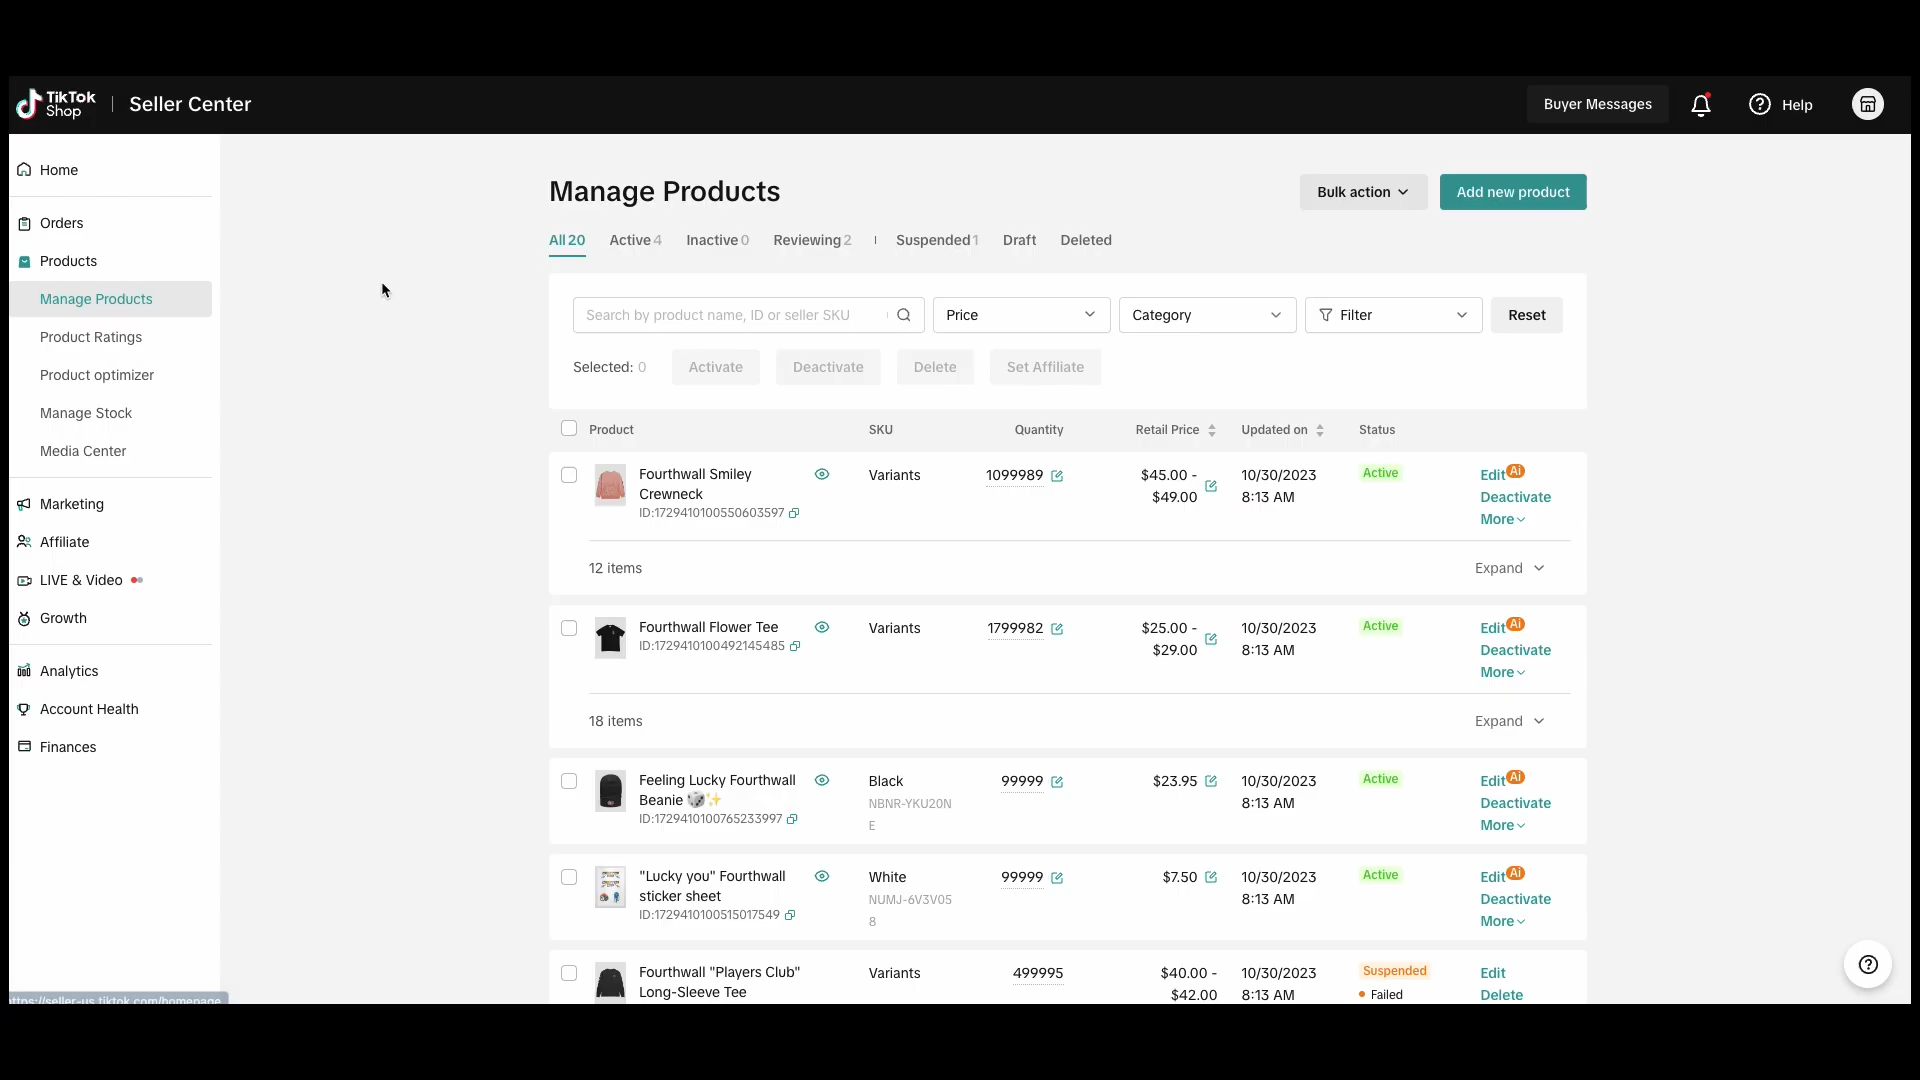 TikTok
Shop
Seller Center
Buyer Messages
Help
Home
Orders
Products
Manage Products
Product Ratings
Product optimizer
Manage Stock
Media Center
Marketing
Affiliate
LIVE & Video
Growth
Analytics
Account Health
Finances
Manage Products
Bulk action
Add new product
All 20
Active 4
Inactive 0
Reviewing 2
Suspended 1
Draft
Deleted
Search by product name, ID or seller SKU
Price
Category
Filter
Reset
Selected: 0
Activate
Deactivate
Delete
Set Affiliate
Product
SKU
Quantity
Retail Price
Updated on
Status
Fourthwall Smiley
Crewneck
ID:1729410100550603597
Variants
1099989
$45.00 -
$49.00
10/30/2023
8:13 AM
Active
Edit AI
Deactivate
More
12 items
Expand
Fourthwall Flower Tee
ID:1729410100492145485
Variants
1799982
$25.00 -
$29.00
10/30/2023
8:13 AM
Active
Edit AI
Deactivate
More
18 items
Expand
Feeling Lucky Fourthwall
Beanie 🎲✨
ID:1729410100765233997
Black
NBNR-YKU20N
E
99999
$23.95
10/30/2023
8:13 AM
Active
Edit AI
Deactivate
More
"Lucky you" Fourthwall
sticker sheet
ID:1729410100515017549
White
NUMJ-6V3V05
8
99999
$7.50
10/30/2023
8:13 AM
Active
Edit AI
Deactivate
More
Fourthwall "Players Club"
Long-Sleeve Tee
Variants
499995
$40.00 -
$42.00
10/30/2023
8:13 AM
Suspended
Failed
Edit
Delete
https://seller-us.tiktok.com/homepage